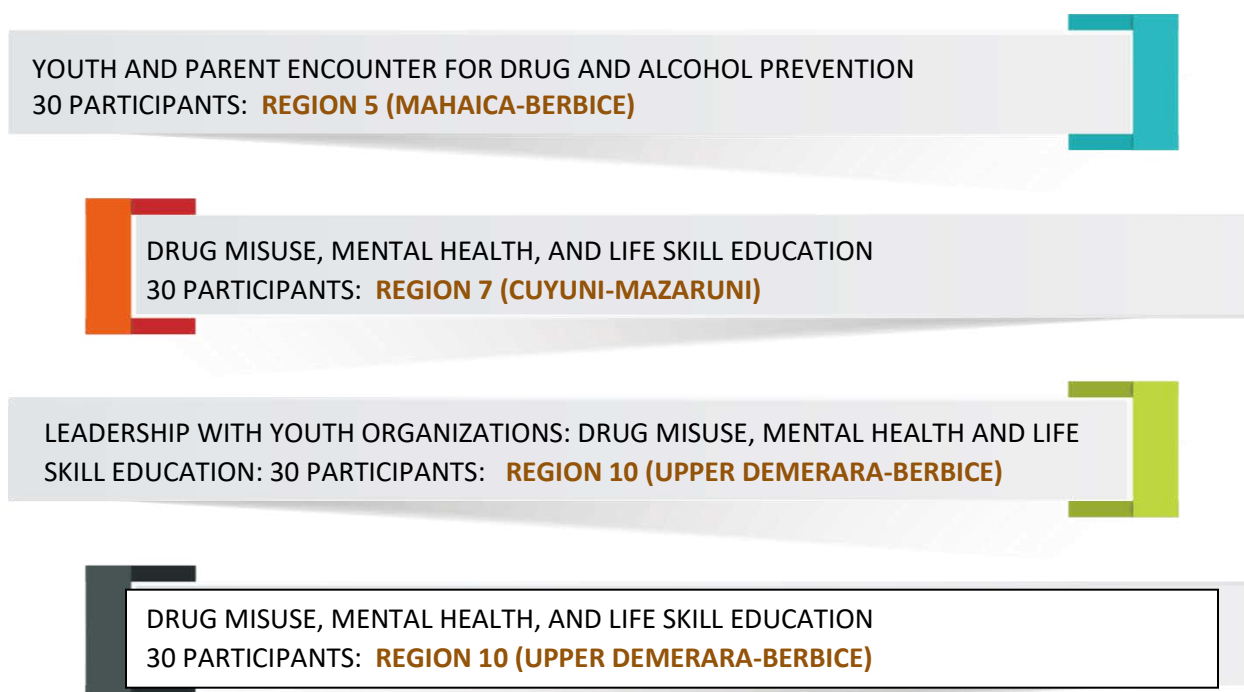 YOUTH AND PARENT ENCOUNTER FOR DRUG AND ALCOHOL PREVENTION
30 PARTICIPANTS: REGION 5 (MAHAICA-BERBICE)
DRUG MISUSE, MENTAL HEALTH, AND LIFE SKILL EDUCATION
30 PARTICIPANTS: REGION 7 (CUYUNI-MAZARUNI)
LEADERSHIP WITH YOUTH ORGANIZATIONS: DRUG MISUSE, MENTAL HEALTH AND LIFE
SKILL EDUCATION: 30 PARTICIPANTS: REGION 10 (UPPER DEMERARA-BERBICE)
DRUG MISUSE, MENTAL HEALTH, AND LIFE SKILL EDUCATION
30 PARTICIPANTS: REGION 10 (UPPER DEMERARA-BERBICE)